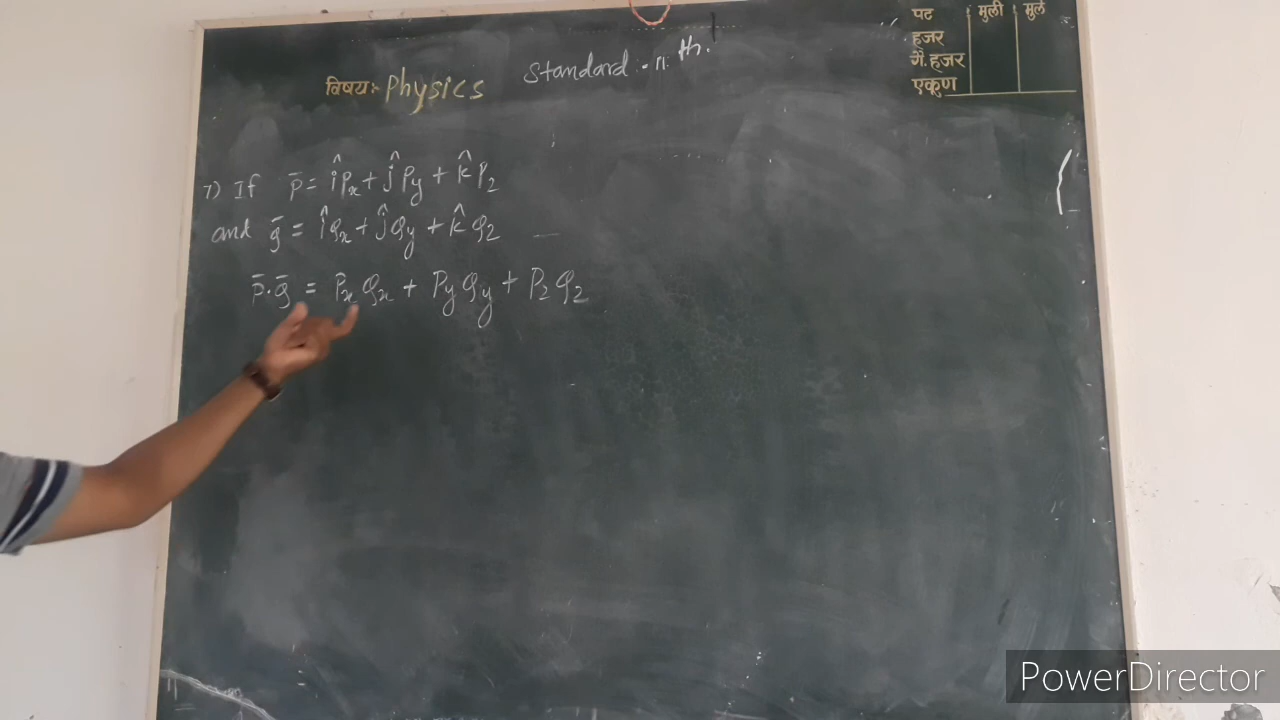 विषय:- Physics Standard - 11th.
पट मुली मुले
हजर
गै. हजर
एकूण
7) If p̄ = îPx + ĵPy + k̂Pz
and q̄ = îQx + ĵQy + k̂Qz
p̄·q̄ = PxQx + PyQy + PzQz
PowerDirector